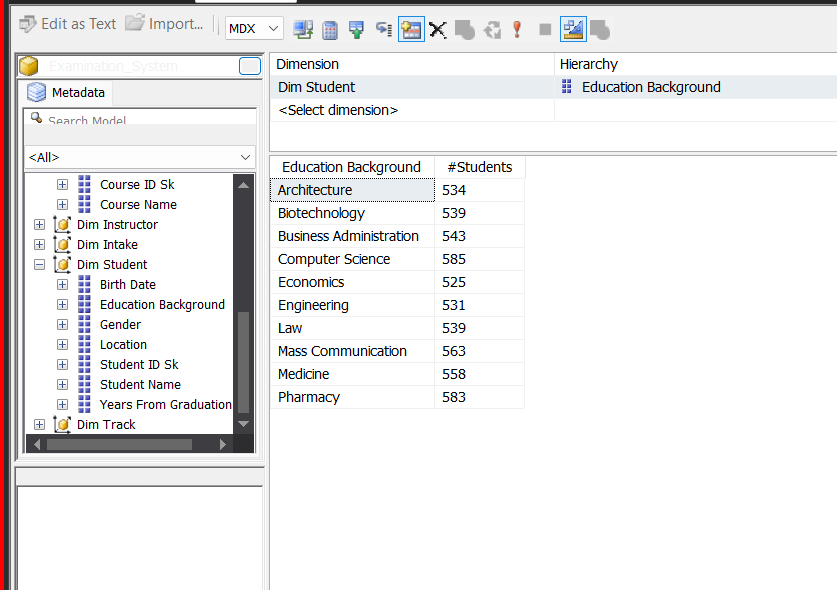 Edit as Text Import... MDX
Examination_System
Metadata
Search Model
<All>
Course ID Sk
Course Name
Dim Instructor
Dim Intake
Dim Student
Birth Date
Education Background
Gender
Location
Student ID Sk
Student Name
Years From Graduation
Dim Track
Dimension Hierarchy
Dim Student Education Background
<Select dimension>
Education Background #Students
Architecture 534
Biotechnology 539
Business Administration 543
Computer Science 585
Economics 525
Engineering 531
Law 539
Mass Communication 563
Medicine 558
Pharmacy 583